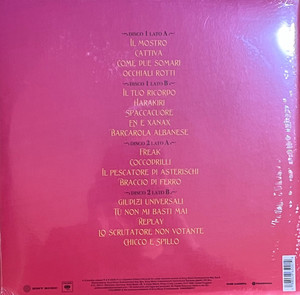 DISCO 1 LATO A
IL MOSTRO
CATTIVA
COME DUE SOMARI
OCCHIALI ROTTI
DISCO 1 LATO B
IL TUO RICORDO
HARAKIRI
SPACCACUORE
EN E XANAX
BARCAROLA ALBANESE
DISCO 2 LATO A
FREAK
COCCODRILLI
IL PESCATORE DI ASTERISCHI
BRACCIO DI FERRO
DISCO 2 LATO B
GIUDIZI UNIVERSALI
TU NON MI BASTI MAI
REPLAY
LO SCRUTATORE NON VOTANTE
CHICCO E SPILLO